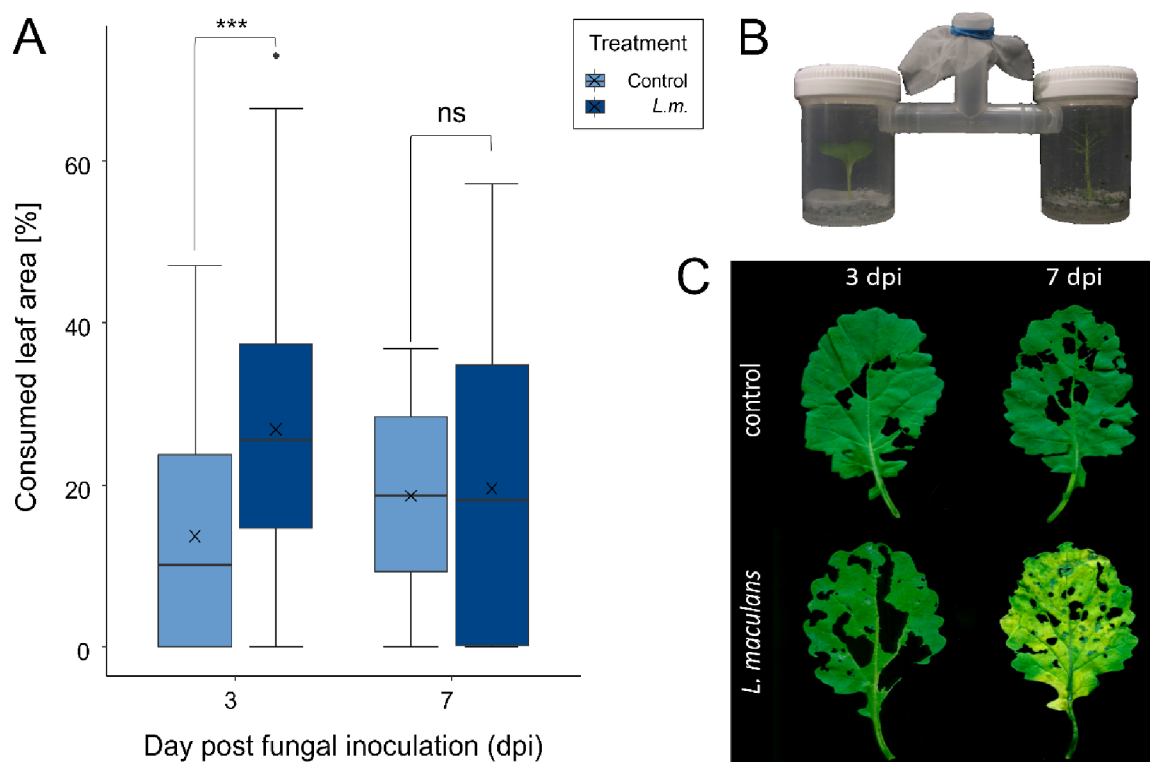 A
***
Treatment
Control
L.m.
ns
60
40
20
0
Consumed leaf area [%]
3
7
Day post fungal inoculation (dpi)
B
C
3 dpi
7 dpi
control
L. maculans